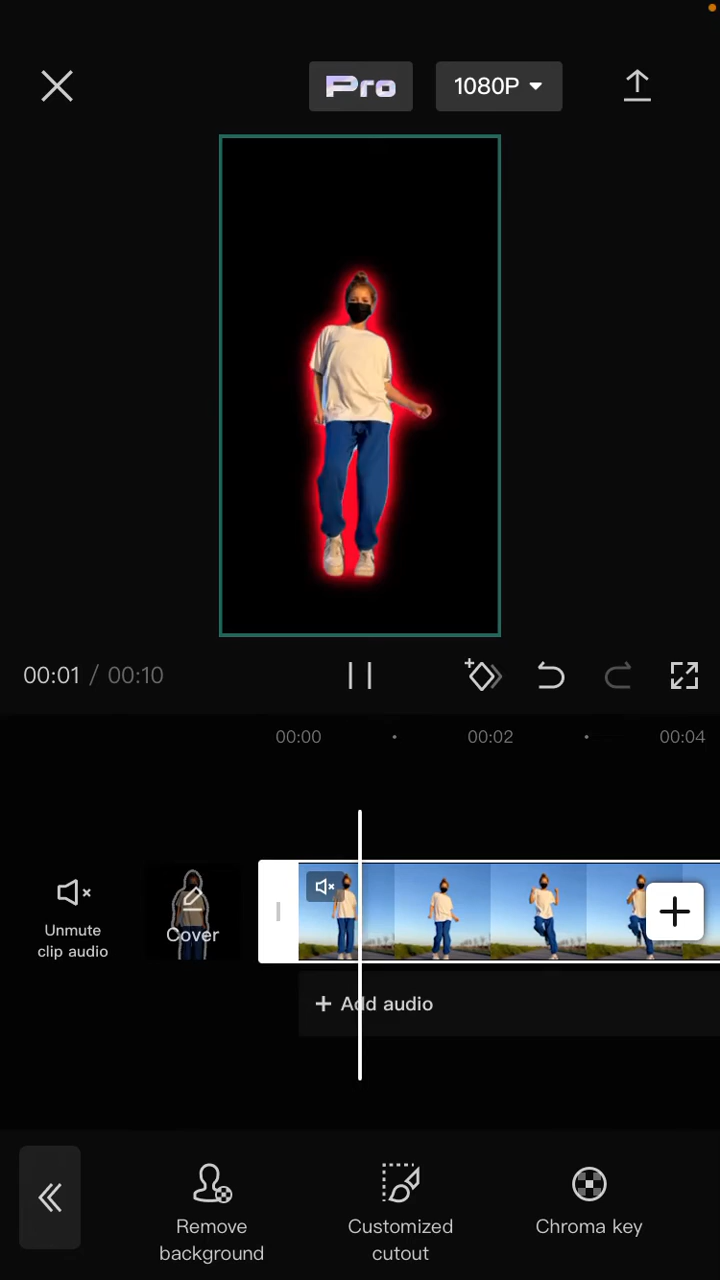 Pro
1080P
00:01 / 00:10
00:00
00:02
00:04
Unmute
clip audio
Cover
+ Add audio
Remove
background
Customized
cutout
Chroma key